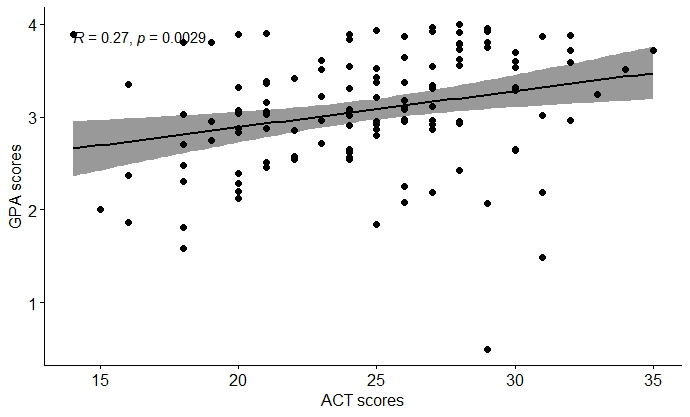 R = 0.27, p = 0.0029
4
3
2
1
GPA scores
15 20 25 30 35
ACT scores